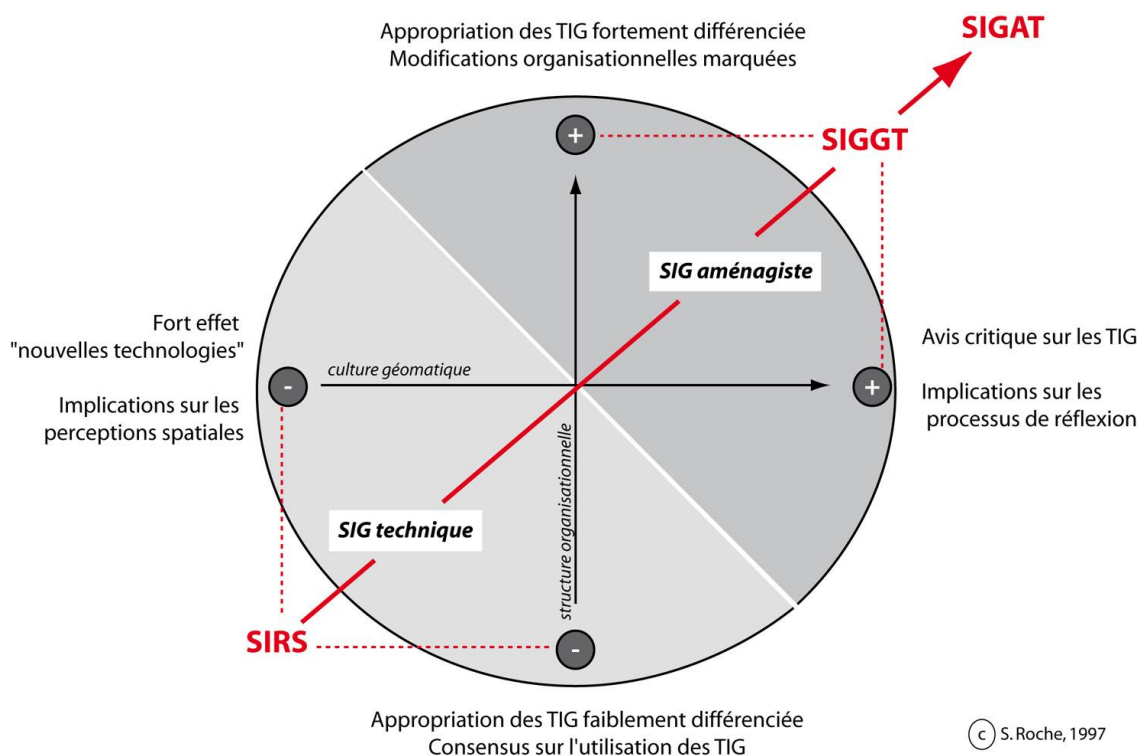 SIGAT
Appropriation des TIG fortement différenciée
Modifications organisationnelles marquées
+
SIGGT
SIG aménagiste
Fort effet
"nouvelles technologies"
Avis critique sur les TIG
culture géomatique
-
+
Implications sur les
perceptions spatiales
Implications sur les
processus de réflexion
structure organisationnelle
SIG technique
SIRS
-
Appropriation des TIG faiblement différenciée
Consensus sur l'utilisation des TIG
c S. Roche, 1997